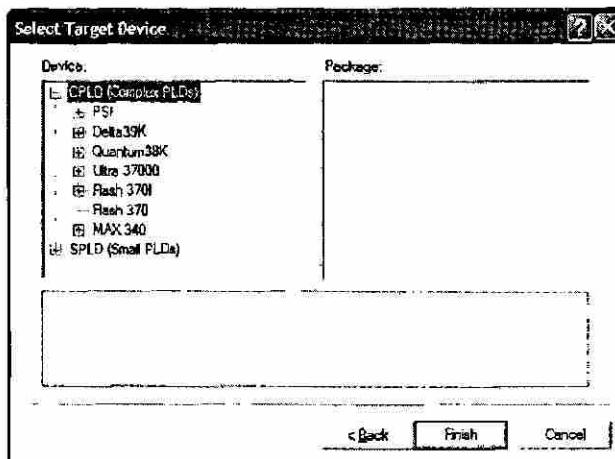 Select Target Device
Device:
Package:
CPLD (Complex PLDs)
PSI
Delta39K
Quantum38K
Ultra 37000
Flash 370i
Flash 370
MAX 340
SPLD (Small PLDs)
< Back
Finish
Cancel